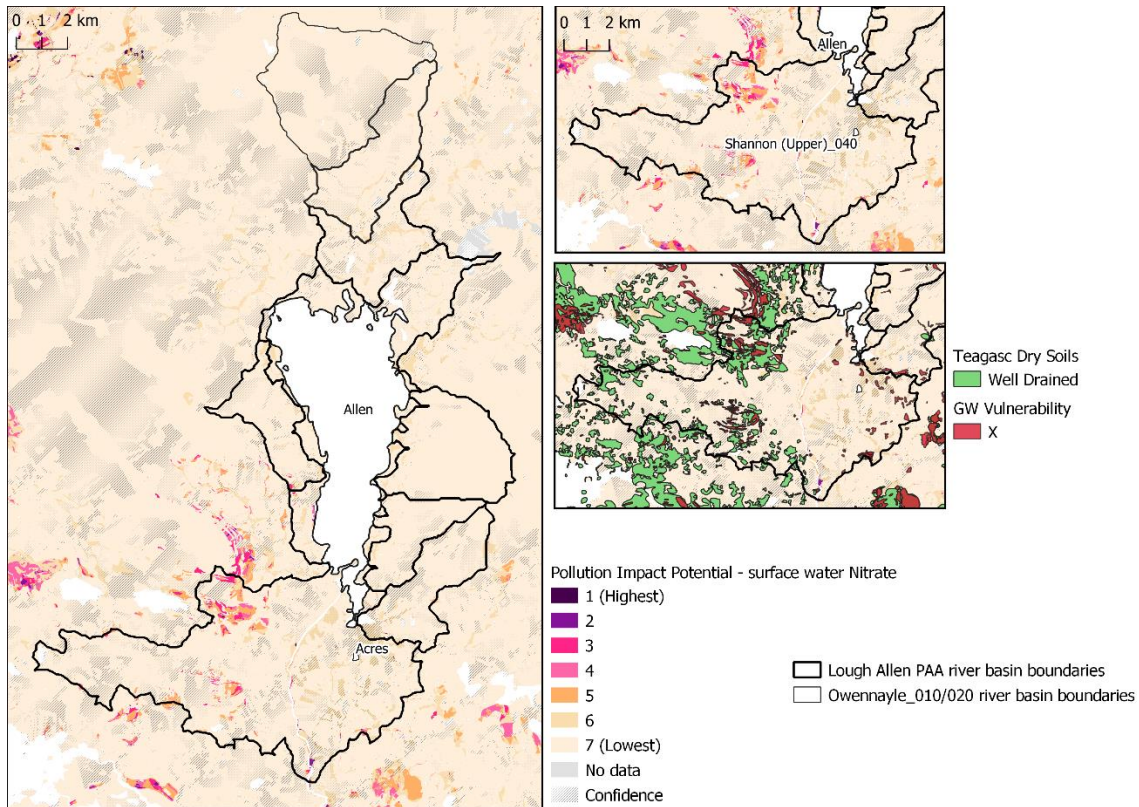 0 1 2 km
Allen
Acres
0 1 2 km
Allen
Shannon (Upper)_040
Teagasc Dry Soils
Well Drained
GW Vulnerability
X
Pollution Impact Potential - surface water Nitrate
1 (Highest)
2
3
4
5
6
7 (Lowest)
No data
Confidence
Lough Allen PAA river basin boundaries
Owennayle_010/020 river basin boundaries